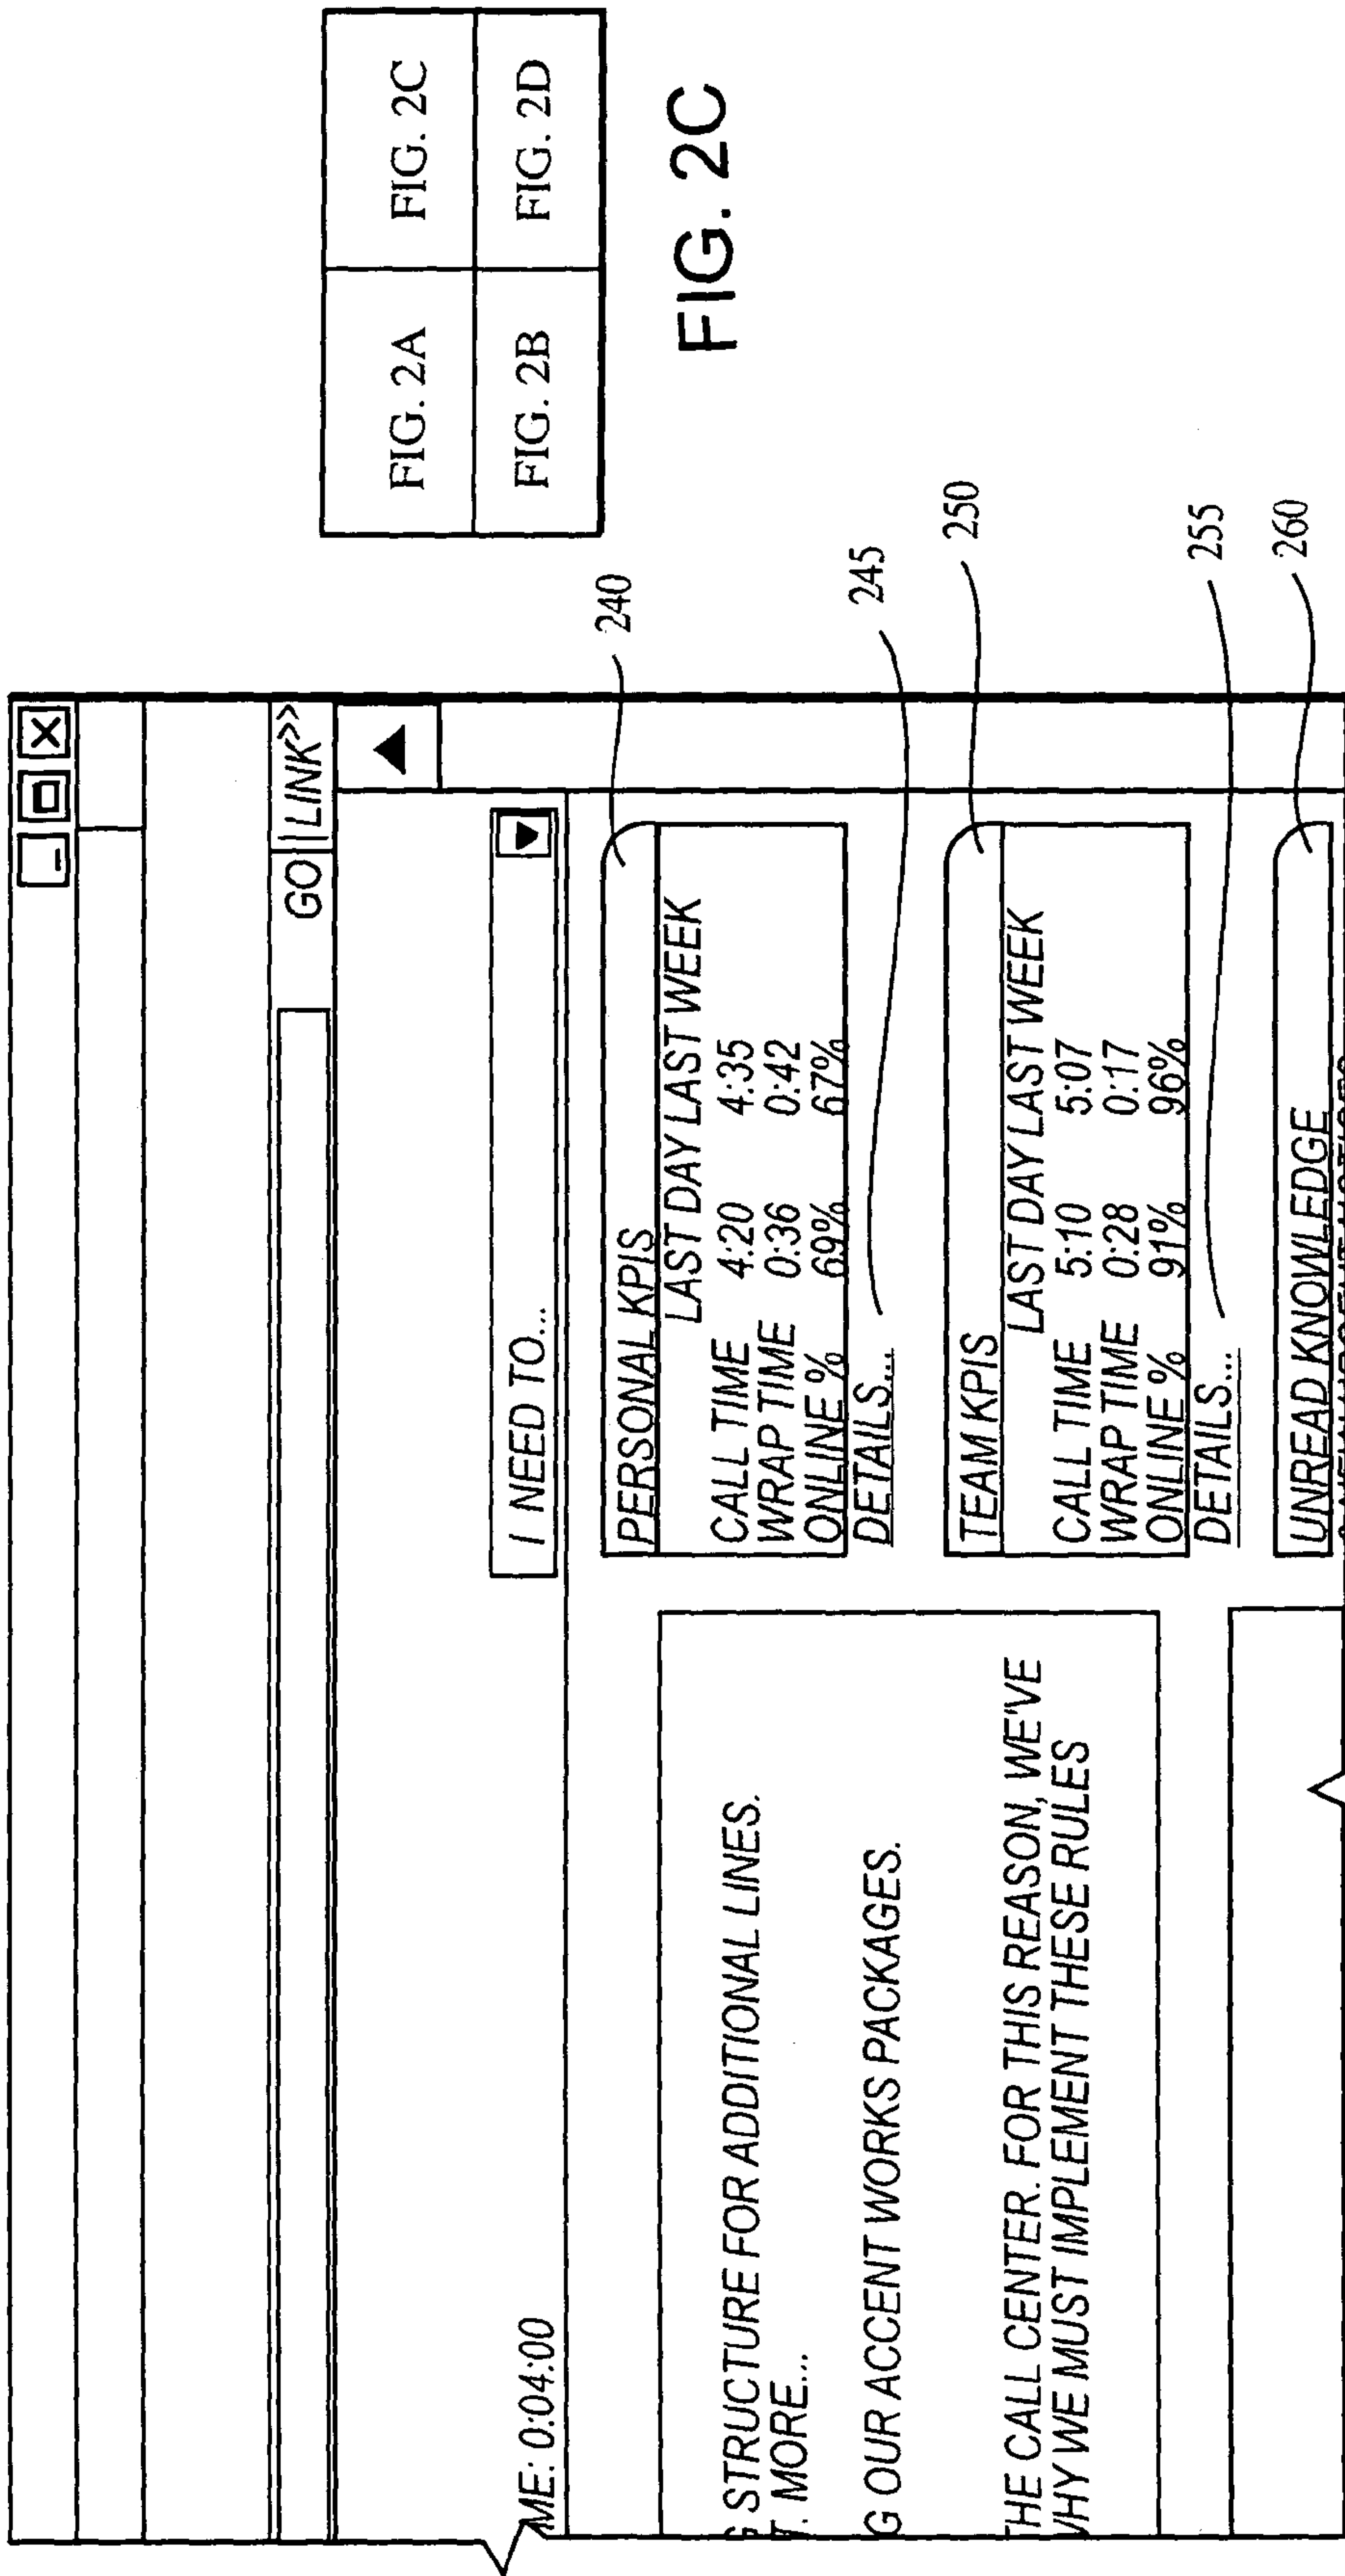 FIG. 2A FIG. 2C
FIG. 2B FIG. 2D
FIG. 2C
GO LINK>>
ME: 0:04:00
I NEED TO...
STRUCTURE FOR ADDITIONAL LINES.
T. MORE...
G OUR ACCENT WORKS PACKAGES.
THE CALL CENTER. FOR THIS REASON, WE'VE
WHY WE MUST IMPLEMENT THESE RULES
PERSONAL KPIS
240
LAST DAY LAST WEEK
CALL TIME 4:20 4:35
WRAP TIME 0:36 0:42
ONLINE % 69% 67%
DETAILS...
245
TEAM KPIS
250
LAST DAY LAST WEEK
CALL TIME 5:10 5:07
WRAP TIME 0:28 0:17
ONLINE % 91% 96%
DETAILS...
255
UNREAD KNOWLEDGE
260